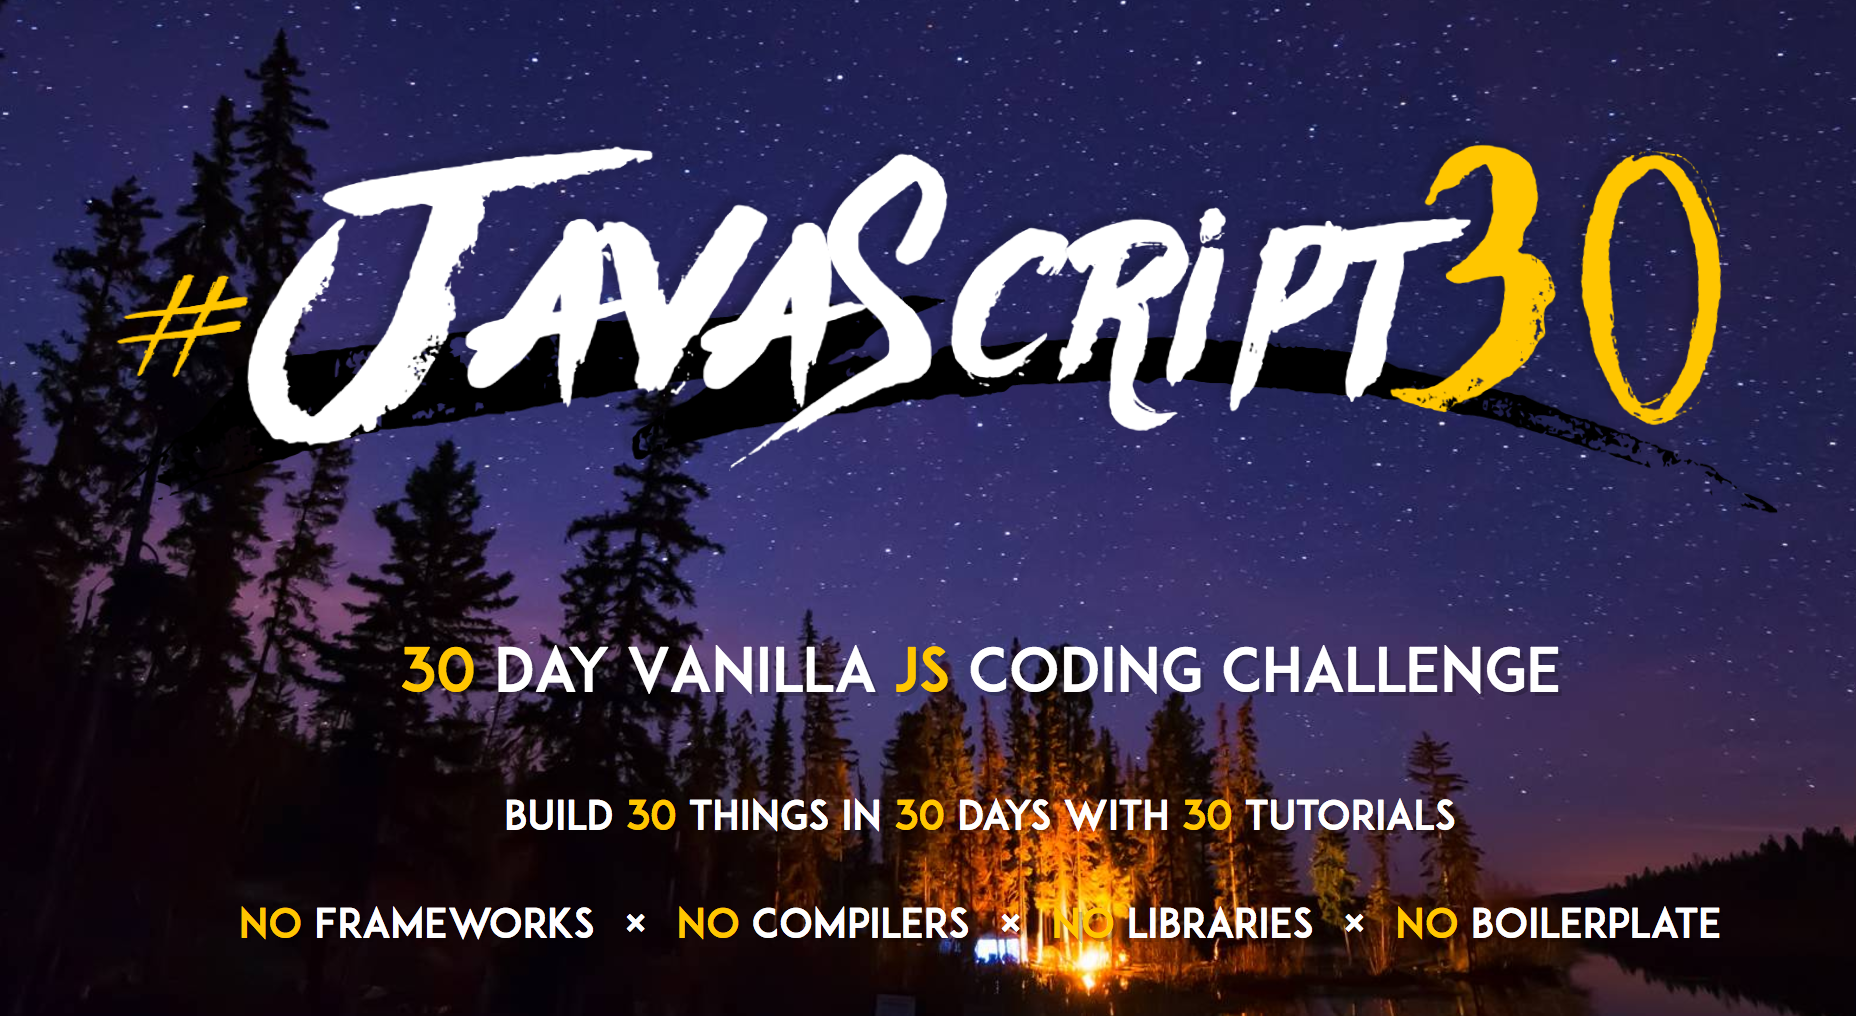 #JavaScript30
30 DAY VANILLA JS CODING CHALLENGE
BUILD 30 THINGS IN 30 DAYS WITH 30 TUTORIALS
NO FRAMEWORKS × NO COMPILERS × NO LIBRARIES × NO BOILERPLATE